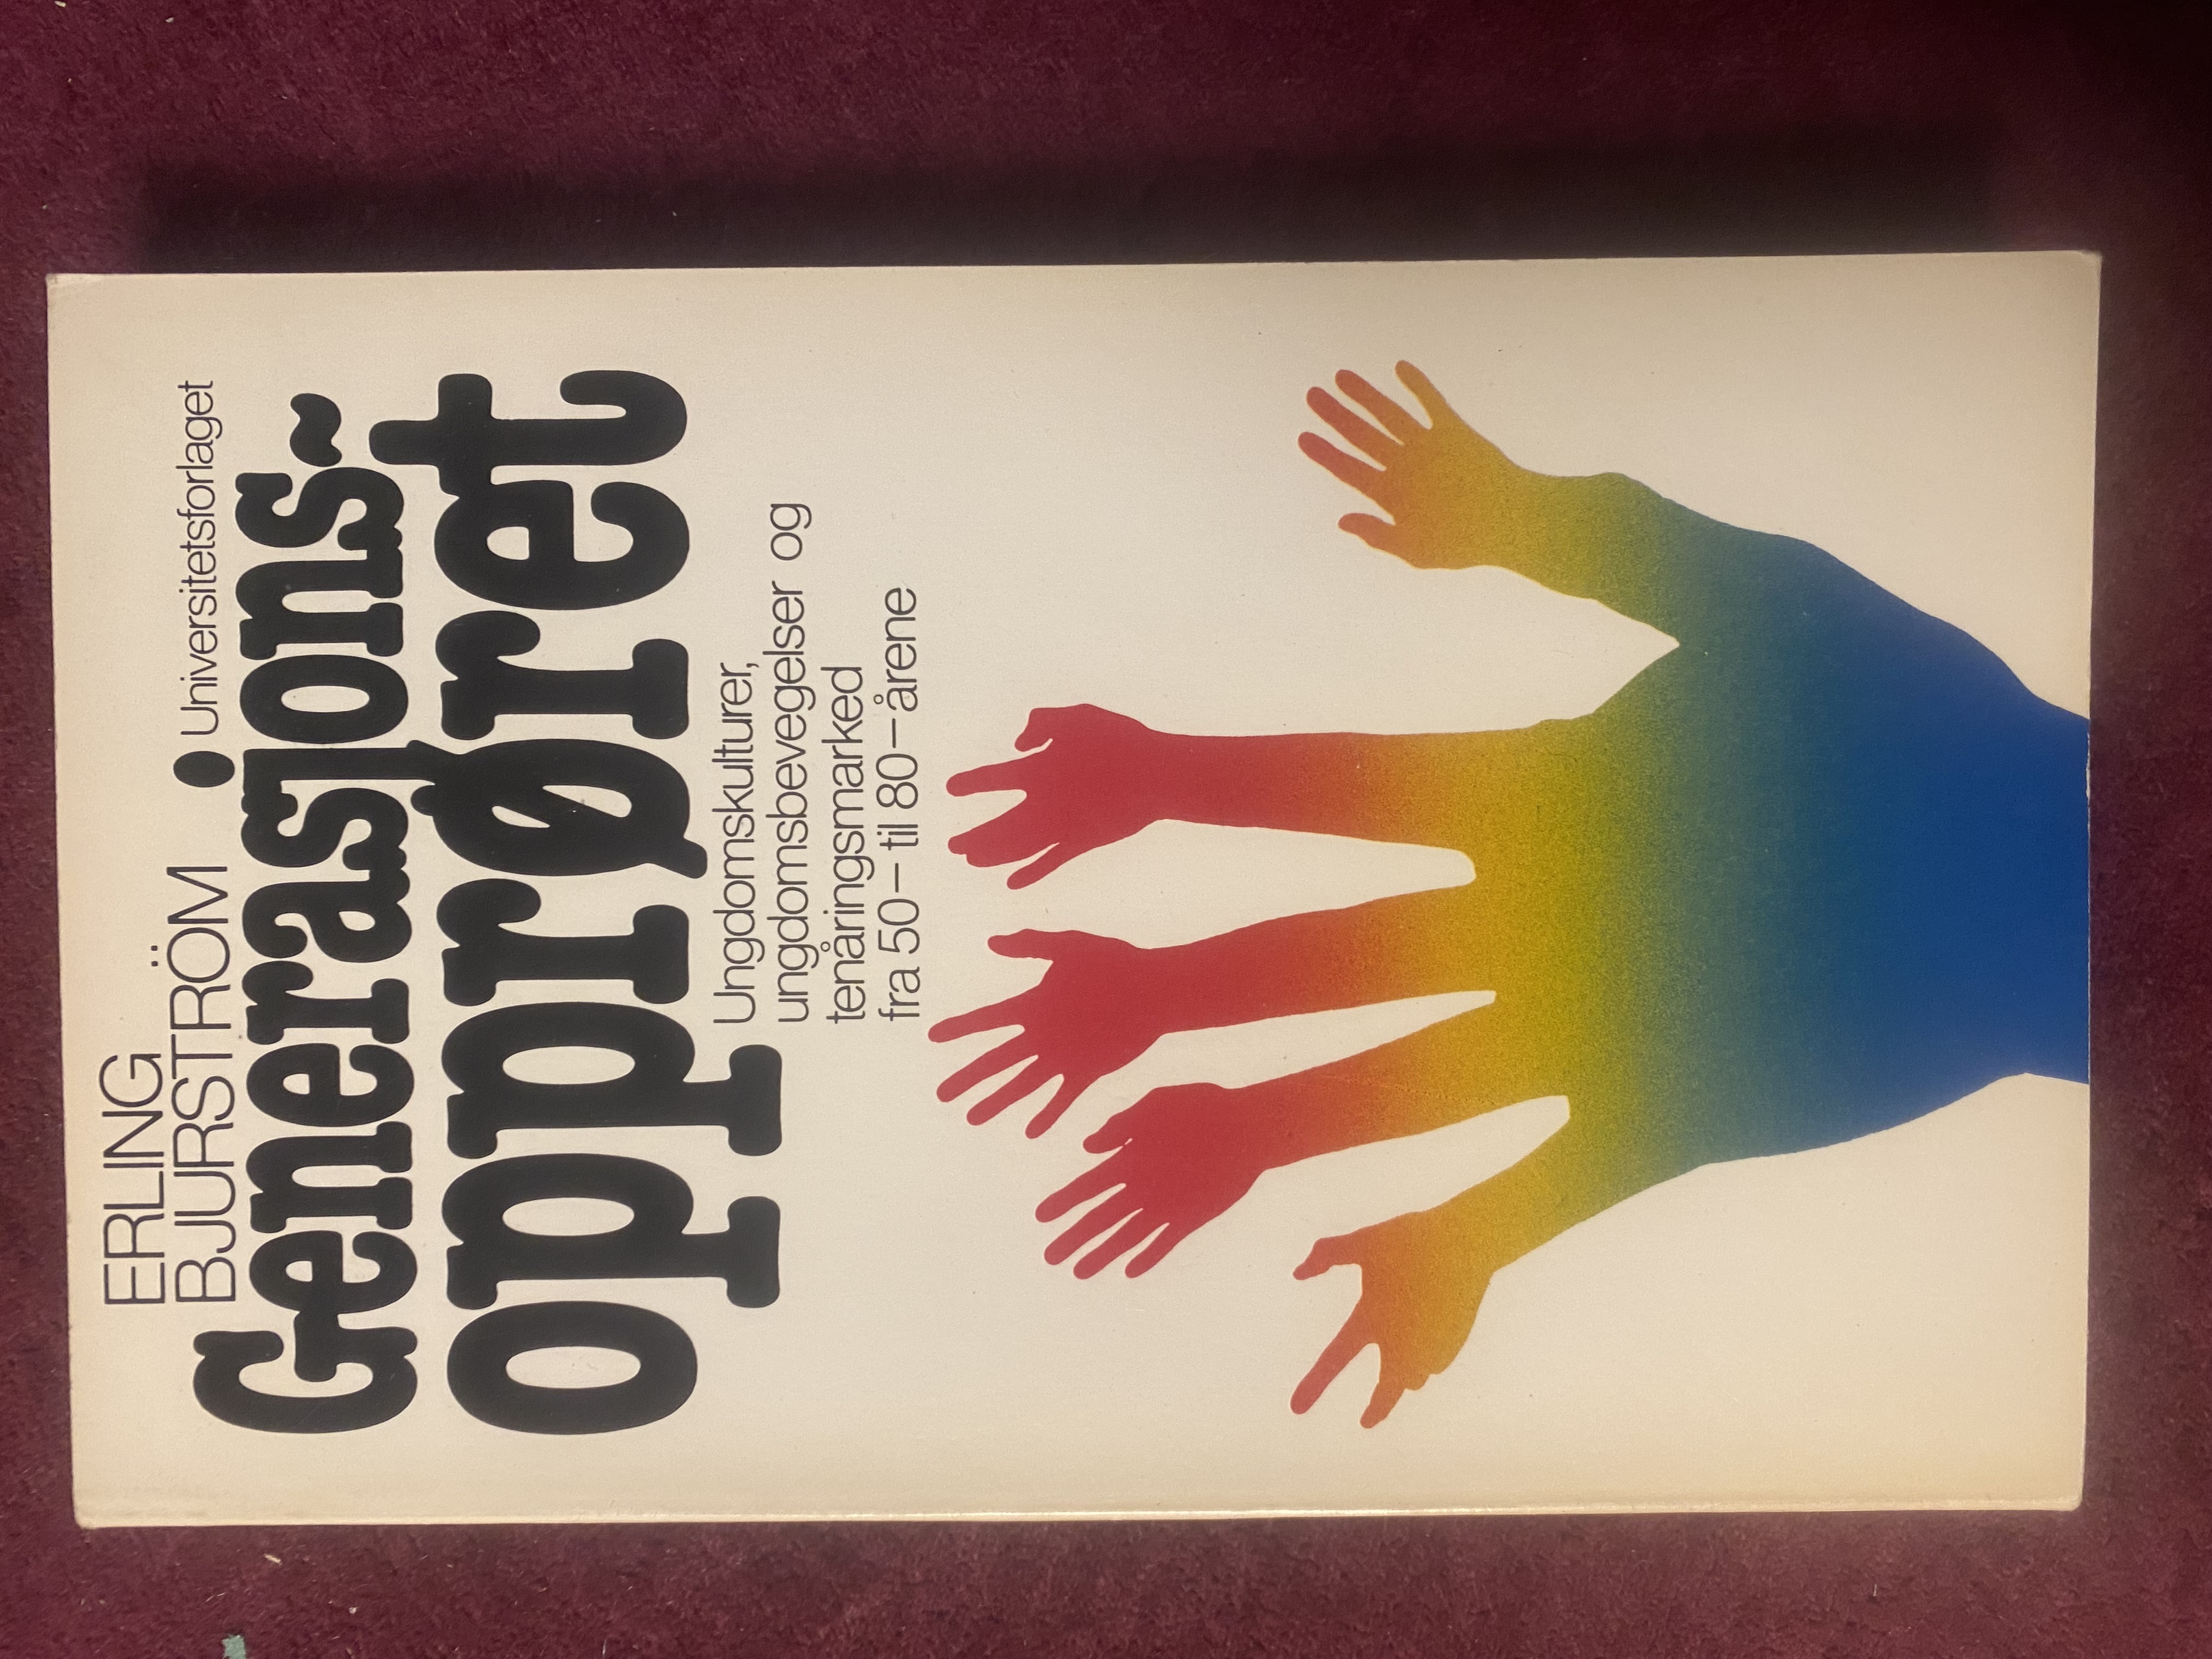 ERLING
BJURSTRÖM
Universitetsforlaget
Generasjons-
opprøret
Ungdomskulturer,
ungdomsbevegelser og
tenåringsmarked
fra 50– til 80–årene